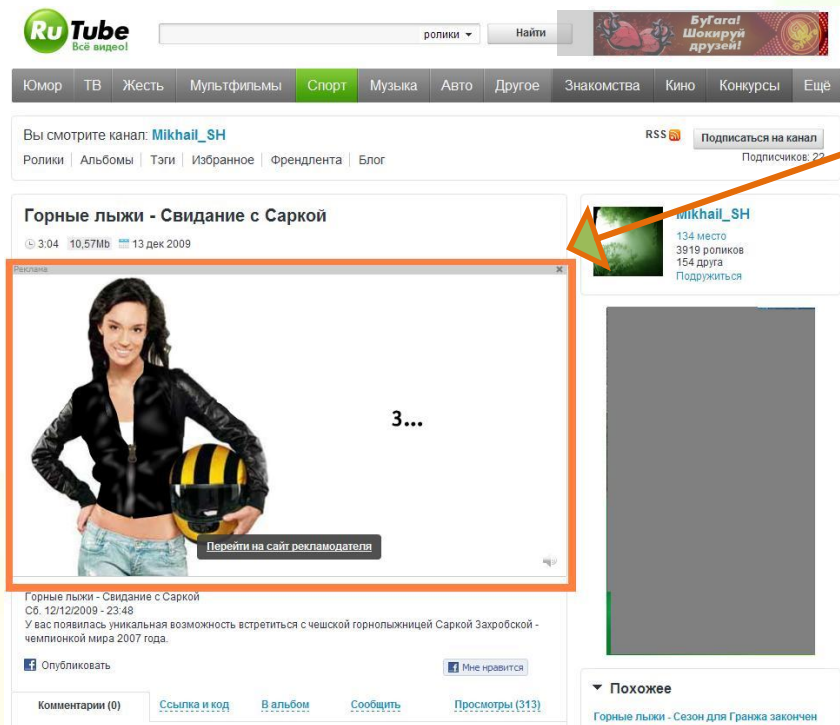 RuTube
Всё видео!
ролики
Найти
БуГага!
Шокируй
друзей!
Юмор ТВ Жесть Мультфильмы Спорт Музыка Авто Другое Знакомства Кино Конкурсы Ещё
Вы смотрите канал: Mikhail_SH
RSS
Подписаться на канал
Ролики Альбомы Тэги Избранное Френдлента Блог
Подписчиков: 22
Горные лыжи - Свидание с Саркой
3:04 10,57Mb 13 дек 2009
Mikhail_SH
134 место
3919 роликов
154 друга
Подружиться
Реклама
3...
Перейти на сайт рекламодателя
Горные лыжи - Свидание с Саркой
Сб. 12/12/2009 - 23:48
У вас появилась уникальная возможность встретиться с чешской горнолыжницей Саркой Захробской -
чемпионкой мира 2007 года.
Опубликовать
Мне нравится
Комментарии (0) Ссылка и код В альбом Сообщить Просмотры (313)
Похожее
Горные лыжи - Сезон для Гранжа закончен